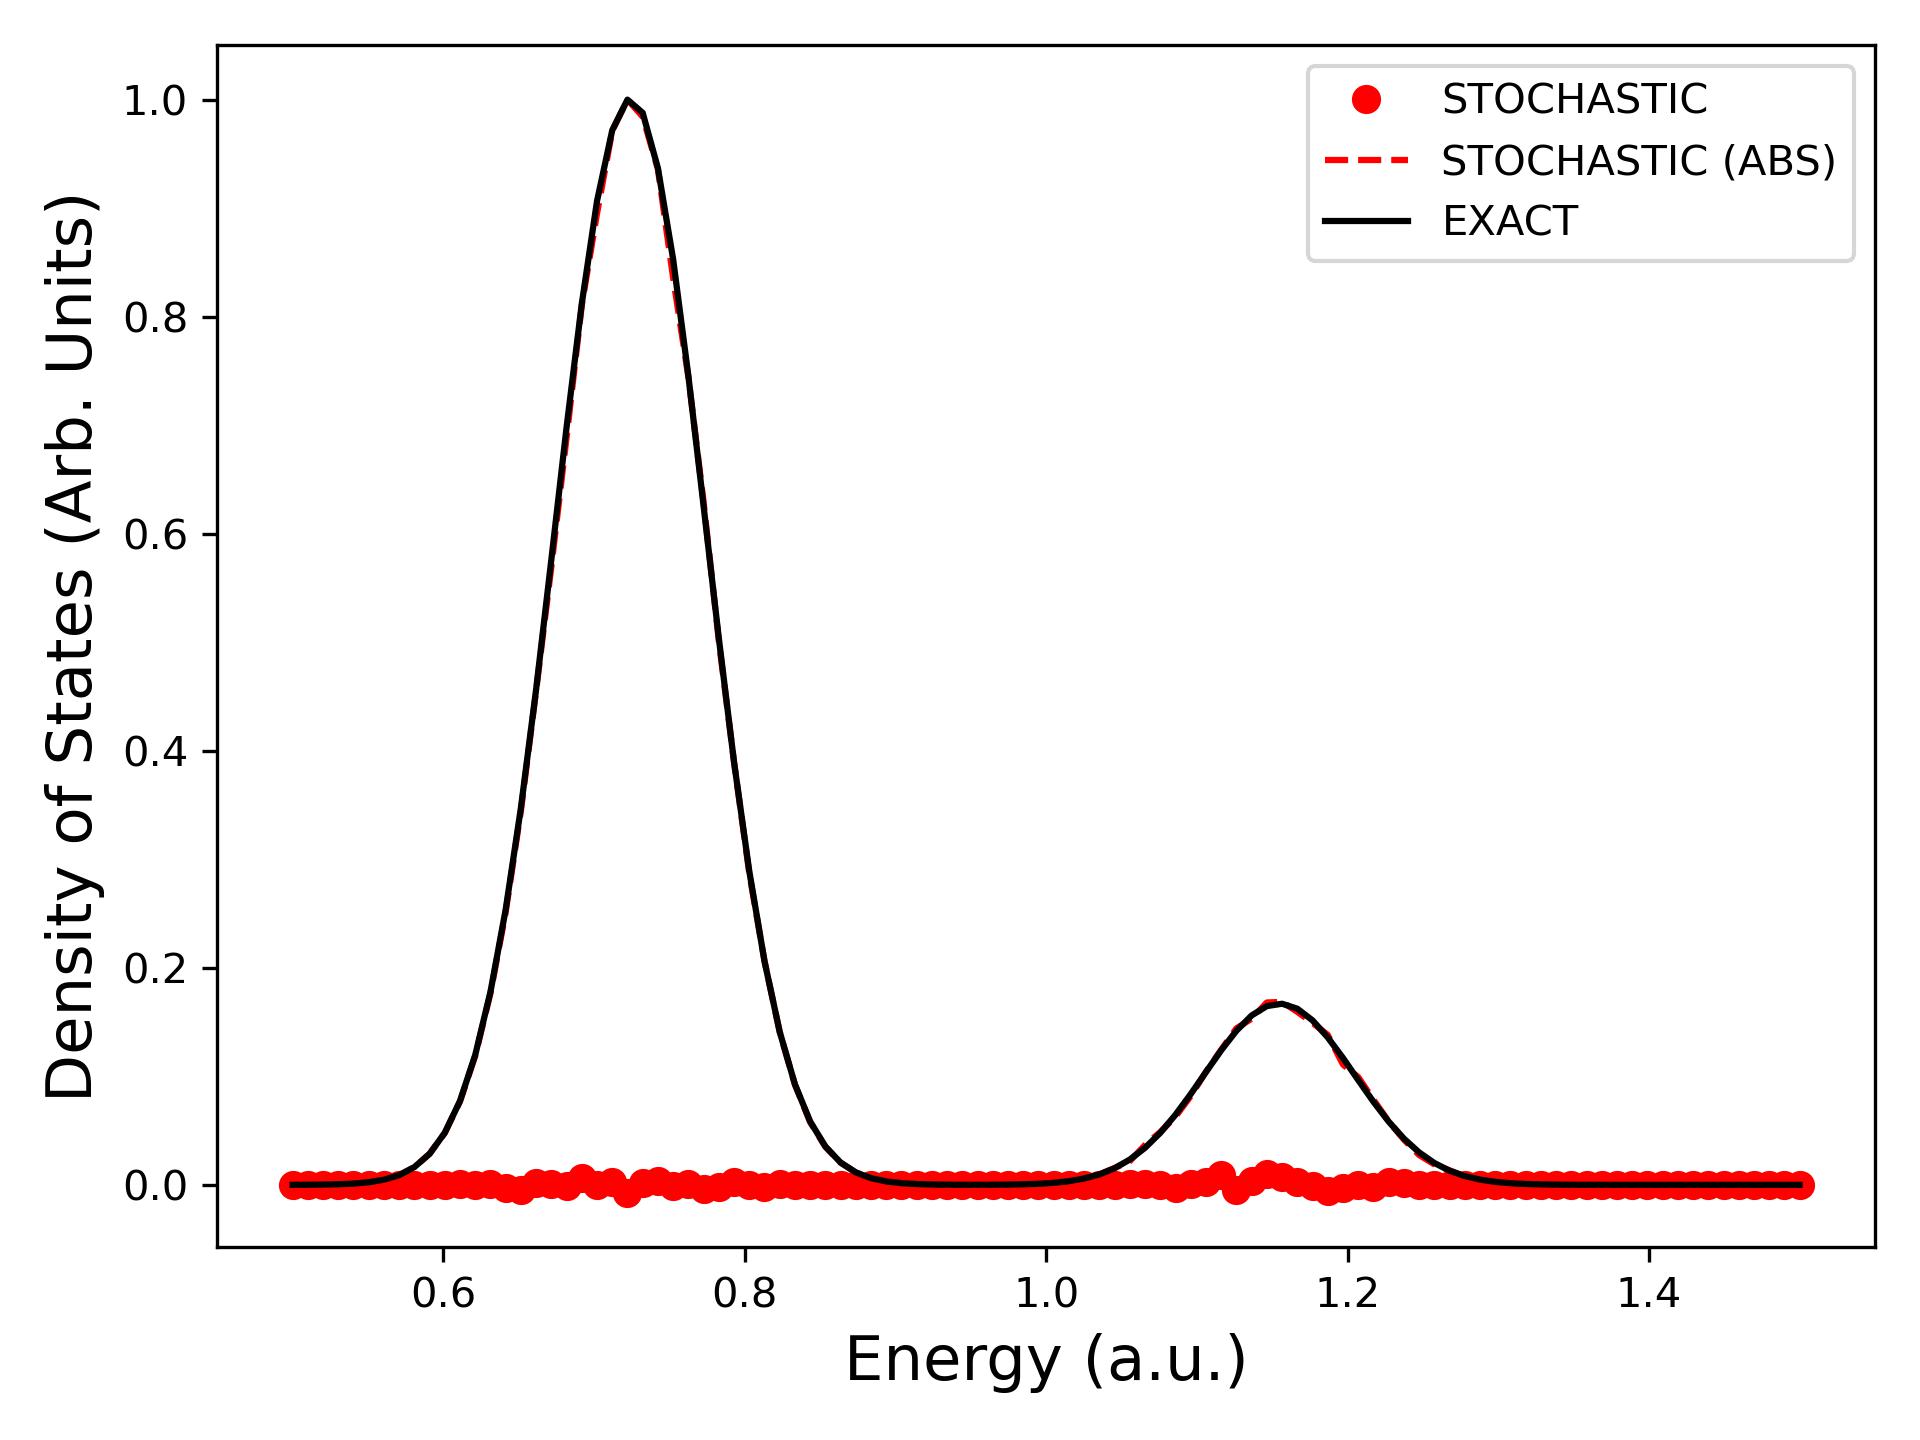 STOCHASTIC
STOCHASTIC (ABS)
EXACT
Density of States (Arb. Units)
1.0
0.8
0.6
0.4
0.2
0.0
0.6 0.8 1.0 1.2 1.4
Energy (a.u.)